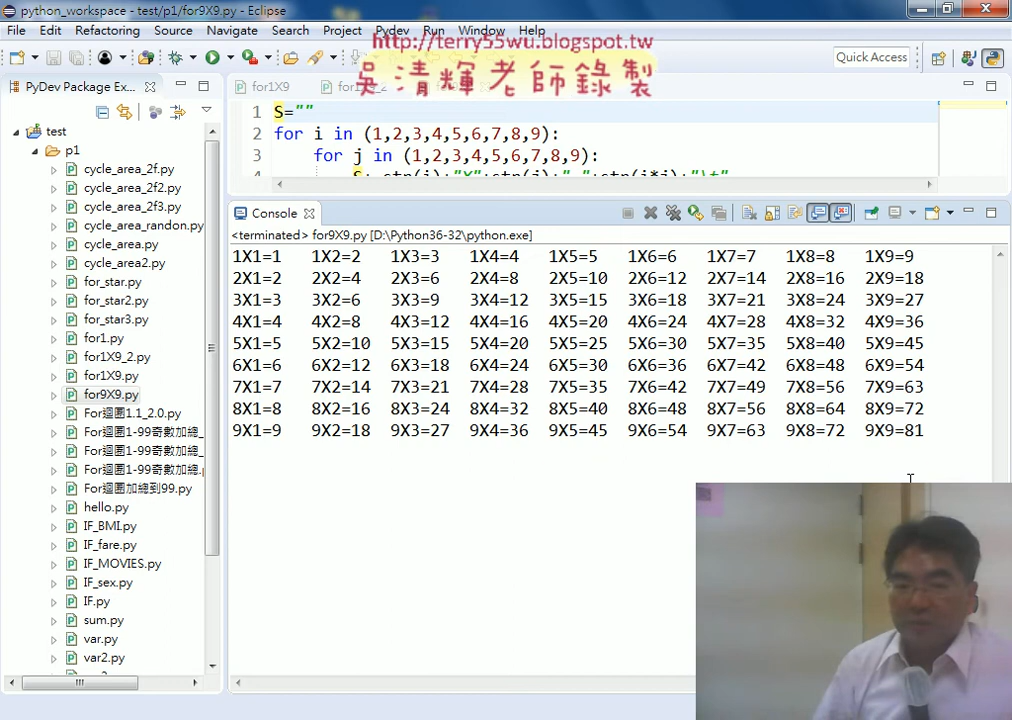 python_workspace - test/p1/for9X9.py - Eclipse
File Edit Refactoring Source Navigate Search Project Pydev Run Window Help
http://terry55wu.blogspot.tw
吳清輝老師錄製
Quick Access
PyDev Package Ex...
for1X9
test
p1
cycle_area_2f.py
cycle_area_2f2.py
cycle_area_2f3.py
cycle_area_randon.py
cycle_area.py
cycle_area2.py
for_star.py
for_star2.py
for_star3.py
for1.py
for1X9_2.py
for1X9.py
for9X9.py
For迴圈1.1_2.0.py
For迴圈1-99奇數加總_
For迴圈1-99奇數加總_
For迴圈1-99奇數加總.p
For迴圈加總到99.py
hello.py
IF_BMI.py
IF_fare.py
IF_MOVIES.py
IF_sex.py
IF.py
sum.py
var.py
var2.py
1 S=""
2 for i in (1,2,3,4,5,6,7,8,9):
3 for j in (1,2,3,4,5,6,7,8,9):
Console
<terminated> for9X9.py [D:\Python36-32\python.exe]
1X1=1 1X2=2 1X3=3 1X4=4 1X5=5 1X6=6 1X7=7 1X8=8 1X9=9
2X1=2 2X2=4 2X3=6 2X4=8 2X5=10 2X6=12 2X7=14 2X8=16 2X9=18
3X1=3 3X2=6 3X3=9 3X4=12 3X5=15 3X6=18 3X7=21 3X8=24 3X9=27
4X1=4 4X2=8 4X3=12 4X4=16 4X5=20 4X6=24 4X7=28 4X8=32 4X9=36
5X1=5 5X2=10 5X3=15 5X4=20 5X5=25 5X6=30 5X7=35 5X8=40 5X9=45
6X1=6 6X2=12 6X3=18 6X4=24 6X5=30 6X6=36 6X7=42 6X8=48 6X9=54
7X1=7 7X2=14 7X3=21 7X4=28 7X5=35 7X6=42 7X7=49 7X8=56 7X9=63
8X1=8 8X2=16 8X3=24 8X4=32 8X5=40 8X6=48 8X7=56 8X8=64 8X9=72
9X1=9 9X2=18 9X3=27 9X4=36 9X5=45 9X6=54 9X7=63 9X8=72 9X9=81